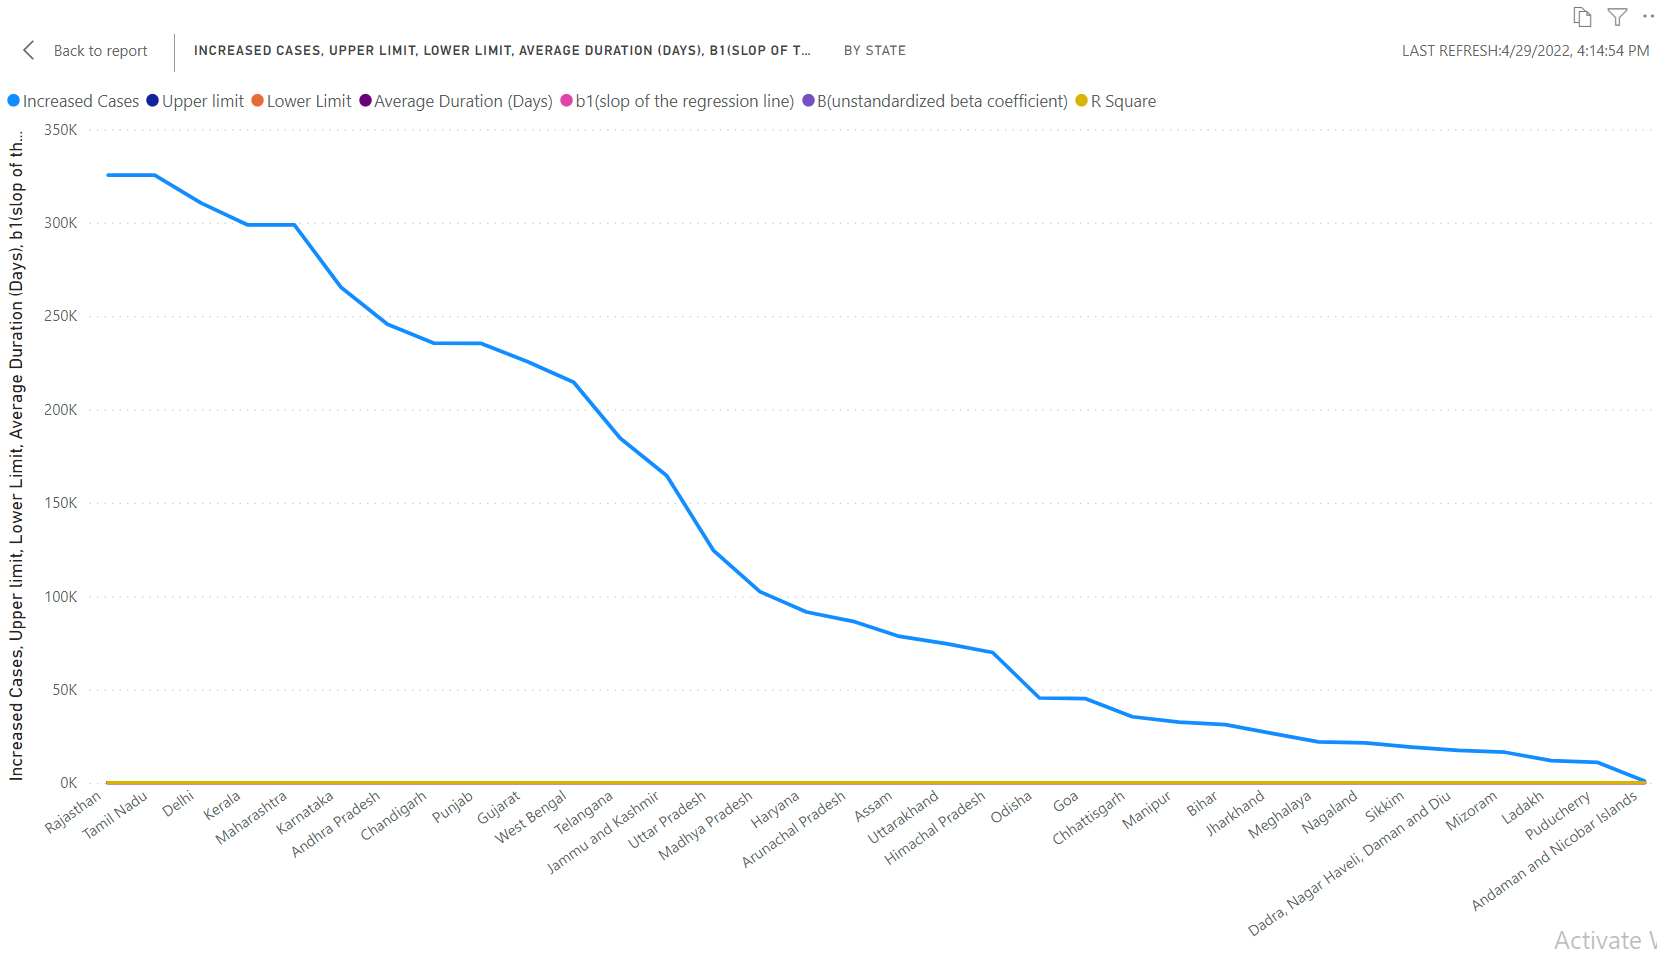 Back to report
INCREASED CASES, UPPER LIMIT, LOWER LIMIT, AVERAGE DURATION (DAYS), B1(SLOP OF T...
BY STATE
LAST REFRESH:4/29/2022, 4:14:54 PM
Increased Cases Upper limit Lower Limit Average Duration (Days) b1(slop of the regression line) B(unstandardized beta coefficient) R Square
Increased Cases, Upper limit, Lower Limit, Average Duration (Days), b1(slop of th...
350K
300K
250K
200K
150K
100K
50K
0K
Rajasthan
Tamil Nadu
Delhi
Kerala
Maharashtra
Karnataka
Andhra Pradesh
Chandigarh
Punjab
Gujarat
West Bengal
Telangana
Jammu and Kashmir
Uttar Pradesh
Madhya Pradesh
Haryana
Arunachal Pradesh
Assam
Uttarakhand
Himachal Pradesh
Odisha
Goa
Chhattisgarh
Manipur
Bihar
Jharkhand
Meghalaya
Nagaland
Sikkim
Dadra, Nagar Haveli, Daman and Diu
Mizoram
Ladakh
Puducherry
Andaman and Nicobar Islands
Activate